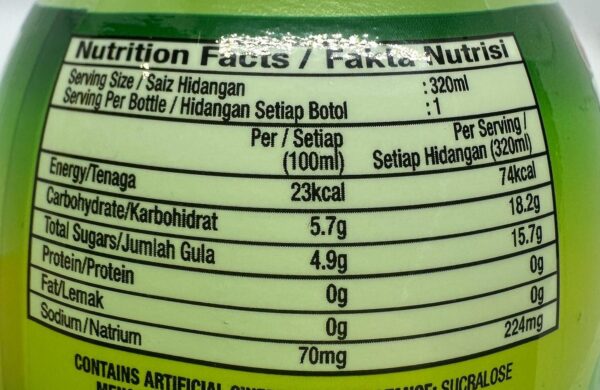 Nutrition Facts / Fakta Nutrisi
Serving Size / Saiz Hidangan :320ml
Serving Per Bottle / Hidangan Setiap Botol :1
Per / Setiap (100ml) Per Serving / Setiap Hidangan (320ml)
Energy/Tenaga 23kcal 74kcal
Carbohydrate/Karbohidrat 5.7g 18.2g
Total Sugars/Jumlah Gula 4.9g 15.7g
Protein/Protein 0g 0g
Fat/Lemak 0g 0g
Sodium/Natrium 70mg 224mg
CONTAINS ARTIFICIAL SUCRALOSE